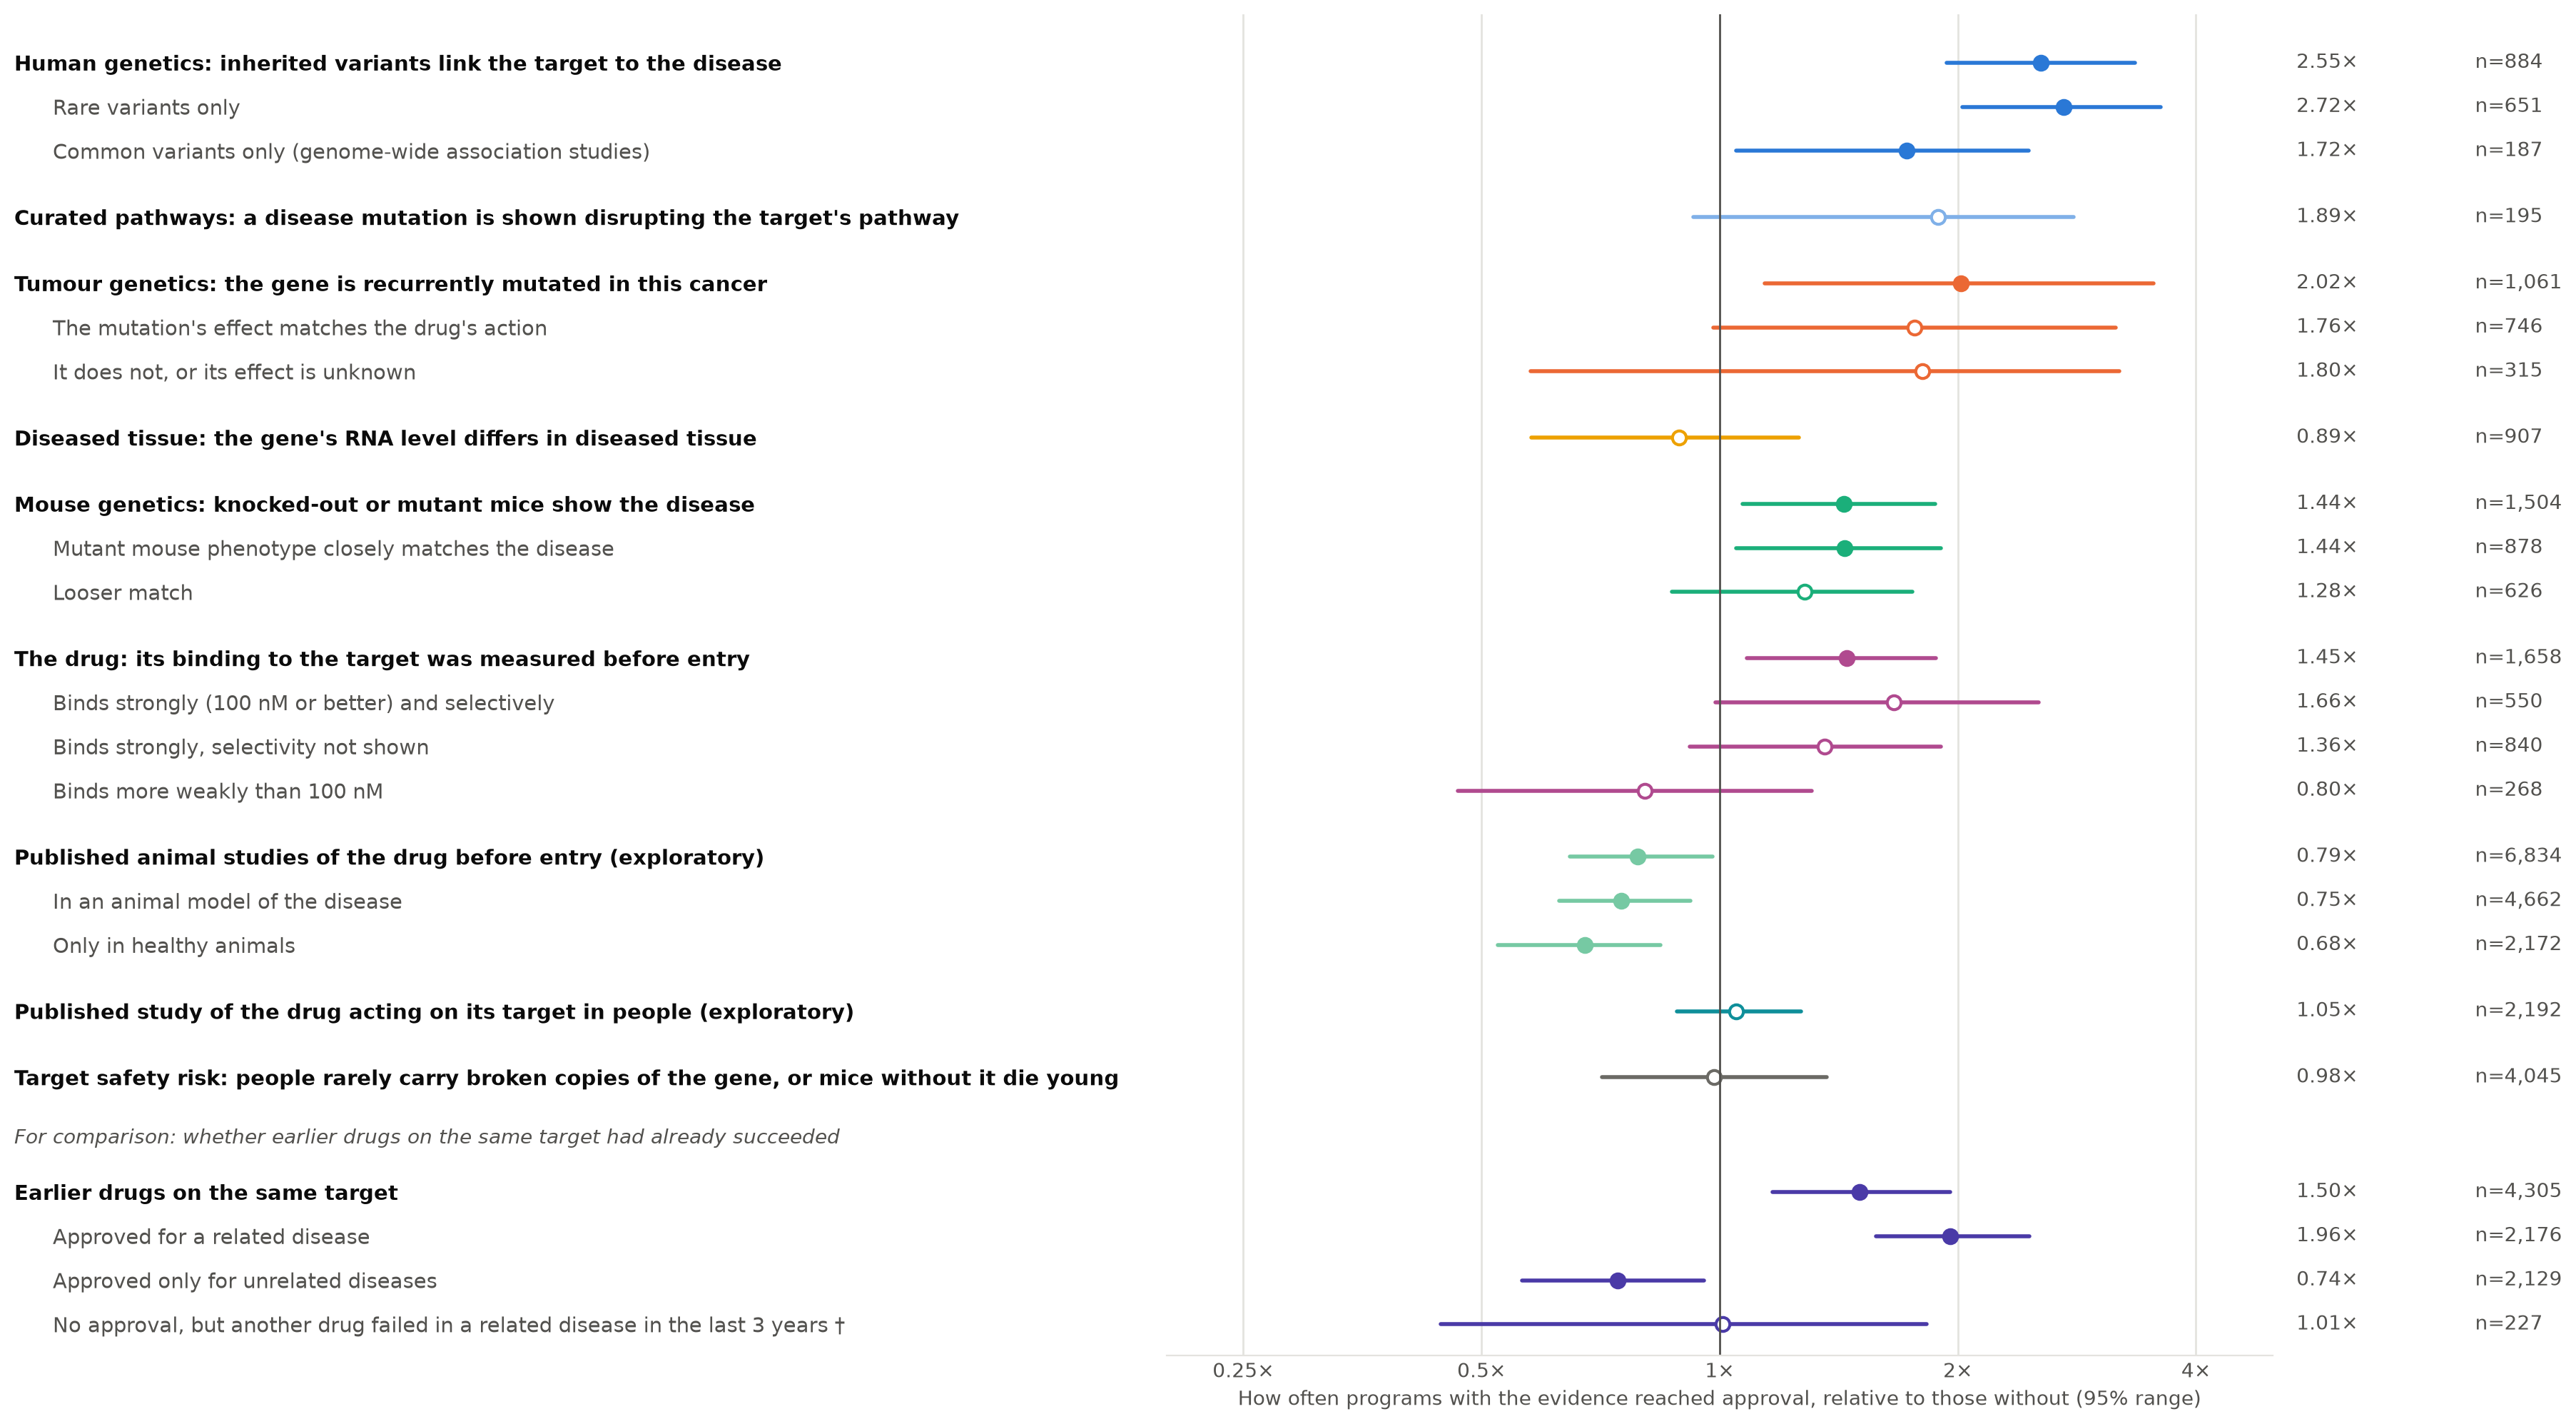 Human genetics: inherited variants link the target to the disease 2.55× n=884
Rare variants only 2.72× n=651
Common variants only (genome-wide association studies) 1.72× n=187
Curated pathways: a disease mutation is shown disrupting the target's pathway 1.89× n=195
Tumour genetics: the gene is recurrently mutated in this cancer 2.02× n=1,061
The mutation's effect matches the drug's action 1.76× n=746
It does not, or its effect is unknown 1.80× n=315
Diseased tissue: the gene's RNA level differs in diseased tissue 0.89× n=907
Mouse genetics: knocked-out or mutant mice show the disease 1.44× n=1,504
Mutant mouse phenotype closely matches the disease 1.44× n=878
Looser match 1.28× n=626
The drug: its binding to the target was measured before entry 1.45× n=1,658
Binds strongly (100 nM or better) and selectively 1.66× n=550
Binds strongly, selectivity not shown 1.36× n=840
Binds more weakly than 100 nM 0.80× n=268
Published animal studies of the drug before entry (exploratory) 0.79× n=6,834
In an animal model of the disease 0.75× n=4,662
Only in healthy animals 0.68× n=2,172
Published study of the drug acting on its target in people (exploratory) 1.05× n=2,192
Target safety risk: people rarely carry broken copies of the gene, or mice without it die young 0.98× n=4,045
For comparison: whether earlier drugs on the same target had already succeeded
Earlier drugs on the same target 1.50× n=4,305
Approved for a related disease 1.96× n=2,176
Approved only for unrelated diseases 0.74× n=2,129
No approval, but another drug failed in a related disease in the last 3 years † 1.01× n=227
0.25× 0.5× 1× 2× 4×
How often programs with the evidence reached approval, relative to those without (95% range)